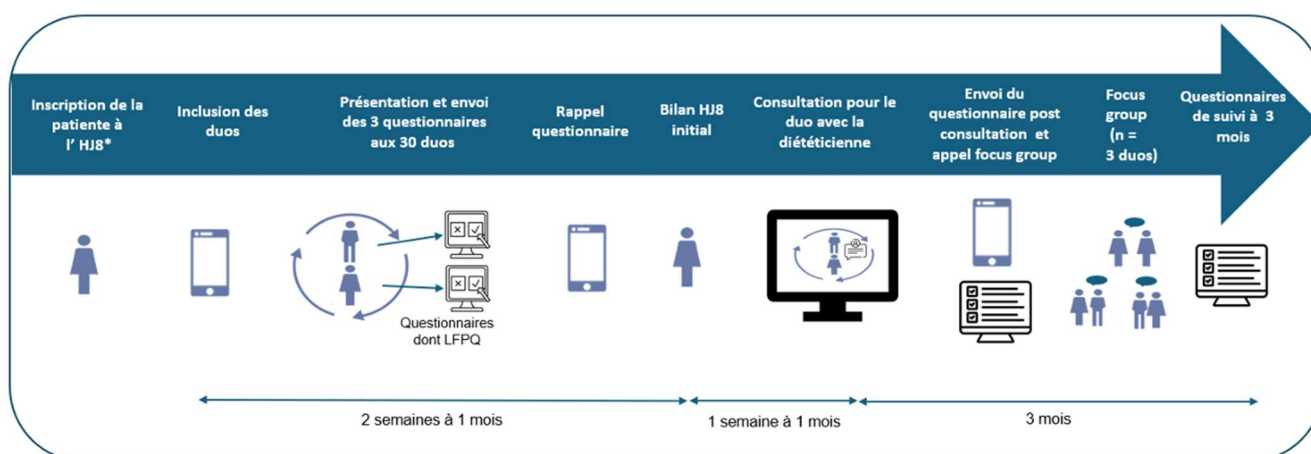 Inscription de la
patiente à
l’ HJ8*
Inclusion des
duos
Présentation et envoi
des 3 questionnaires
aux 30 duos
Rappel
questionnaire
Bilan HJ8
initial
Consultation pour le
duo avec la
diététicienne
Envoi du
questionnaire post
consultation et
appel focus group
Focus
group
(n =
3 duos)
Questionnaires
de suivi à 3
mois
Questionnaires
dont LFPQ
2 semaines à 1 mois
1 semaine à 1 mois
3 mois